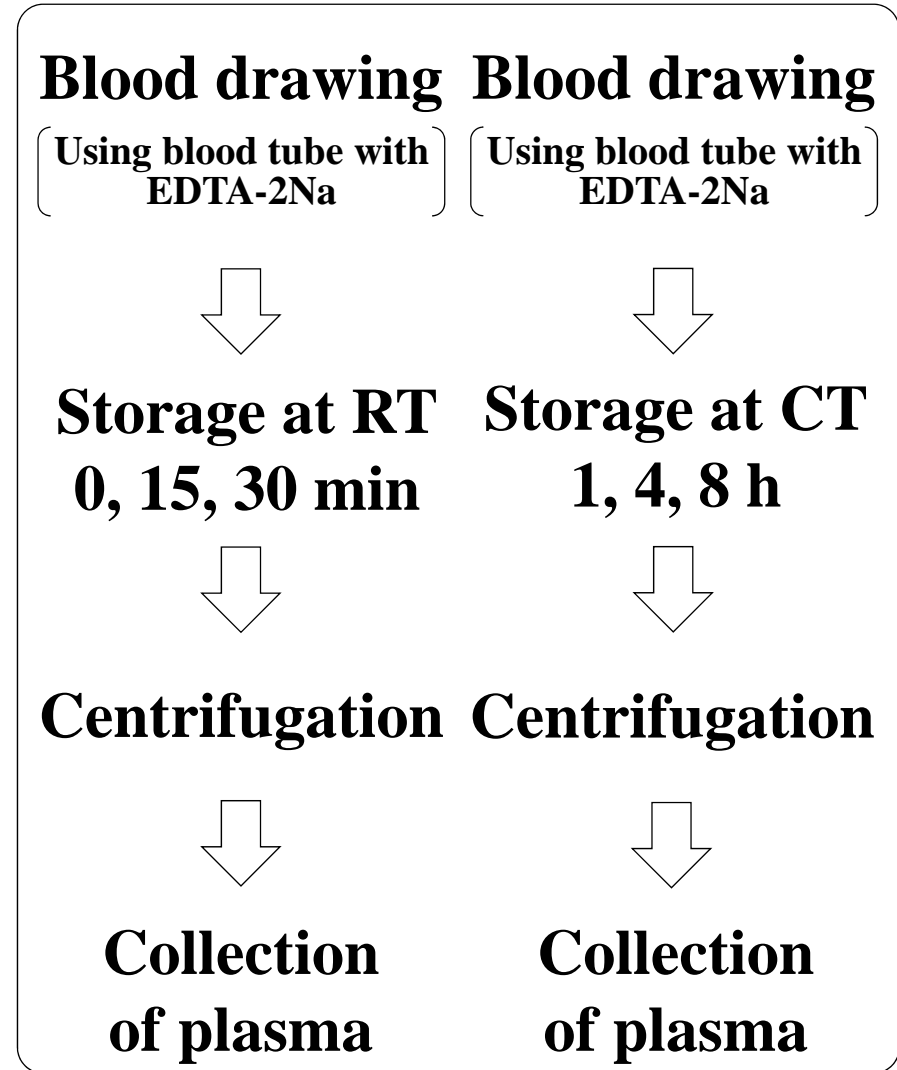 Blood drawing
Using blood tube with
EDTA-2Na
Storage at RT
0, 15, 30 min
Centrifugation
Collection
of plasma
Blood drawing
Using blood tube with
EDTA-2Na
Storage at CT
1, 4, 8 h
Centrifugation
Collection
of plasma